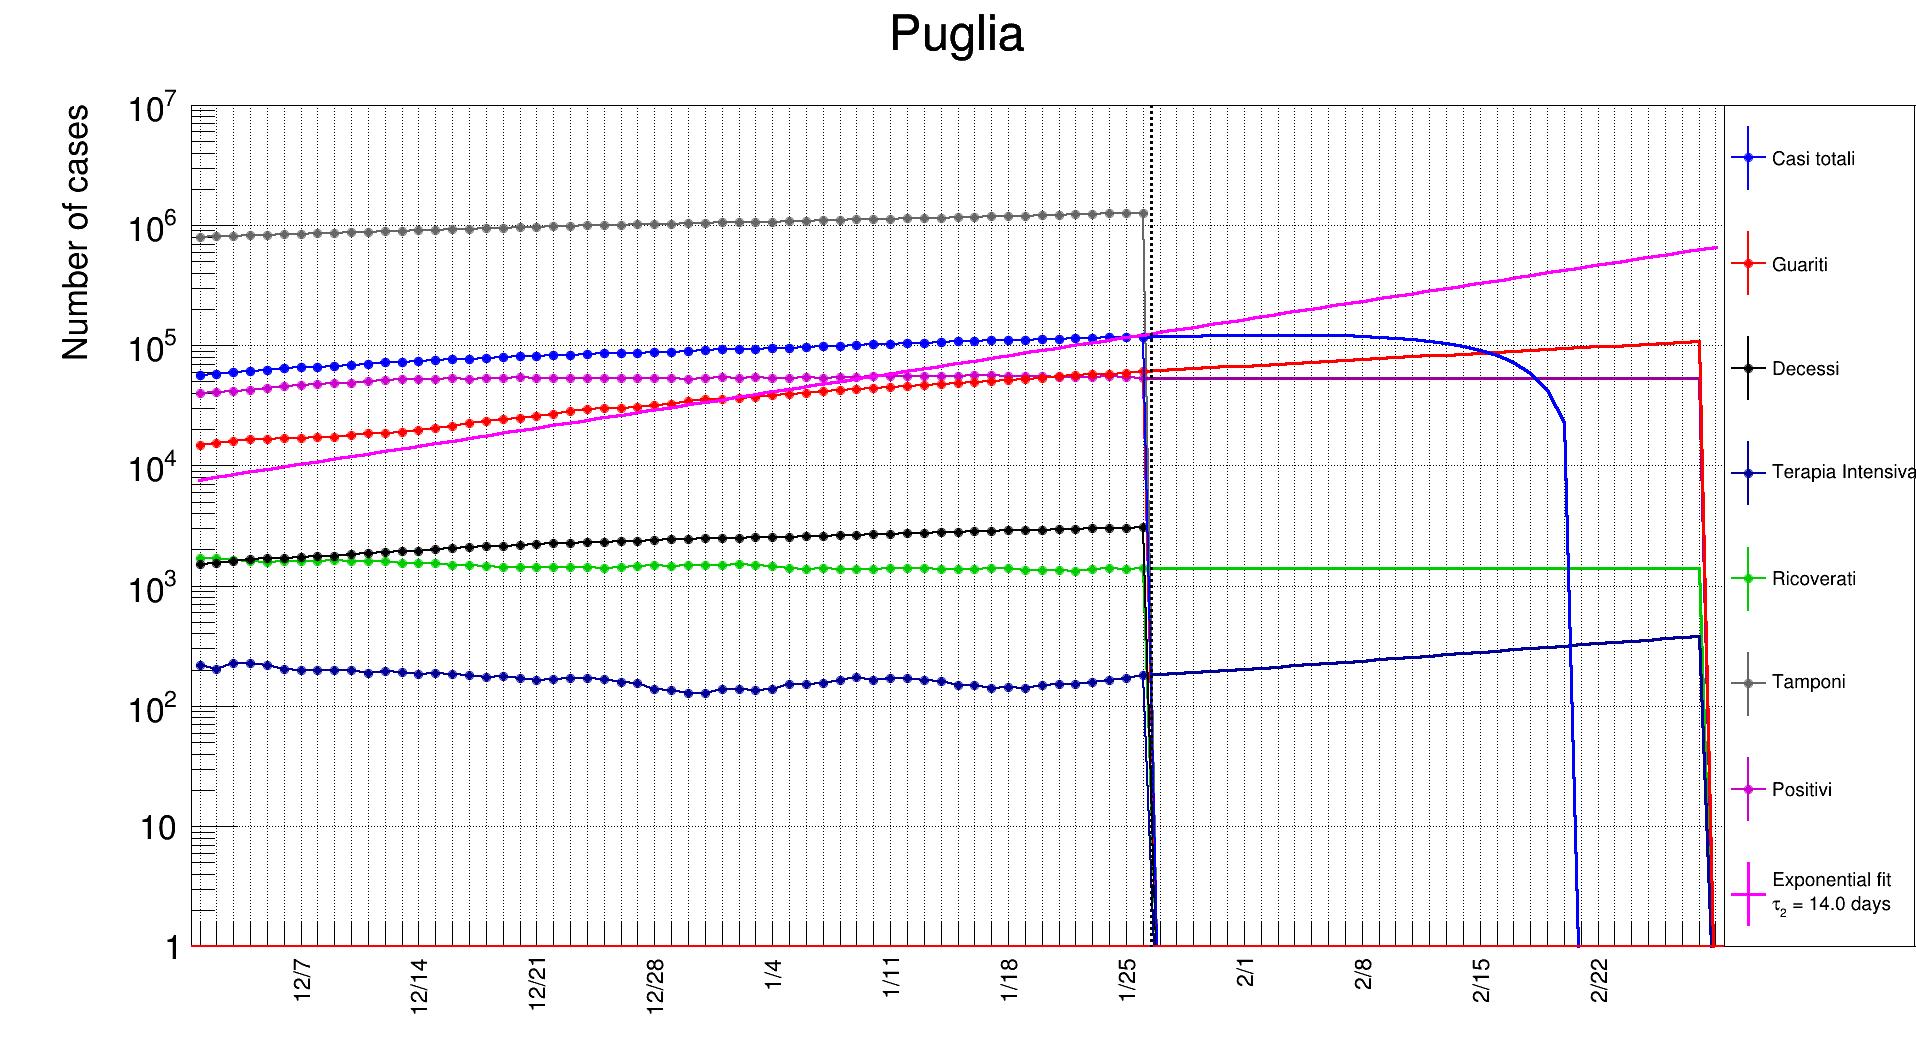 Puglia
Number of cases
10^7
10^6
10^5
10^4
10^3
10^2
10
1
12/7
12/14
12/21
12/28
1/4
1/11
1/18
1/25
2/1
2/8
2/15
2/22
Casi totali
Guariti
Decessi
Terapia Intensiva
Ricoverati
Tamponi
Positivi
Exponential fit
τ_2 = 14.0 days